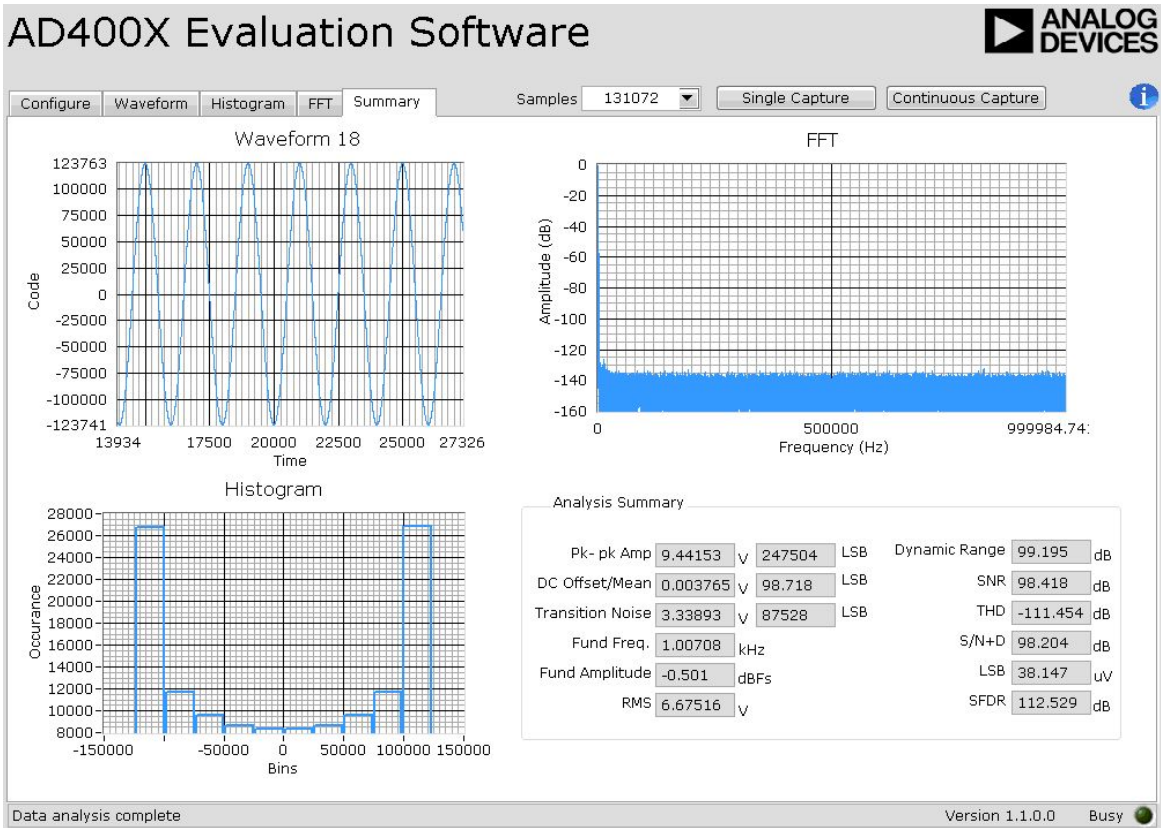 AD400X Evaluation Software
ANALOG DEVICES
Configure Waveform Histogram FFT Summary Samples 131072 Single Capture Continuous Capture i
Waveform 18
123763
100000
75000
50000
25000
0
-25000
-50000
-75000
-100000
-123741
Code
13934 17500 20000 22500 25000 27326
Time
FFT
0
-20
-40
-60
-80
-100
-120
-140
-160
Amplitude (dB)
0 500000 999984.74
Frequency (Hz)
Histogram
28000
26000
24000
22000
20000
18000
16000
14000
12000
10000
8000
Occurance
-150000 -50000 0 50000 100000 150000
Bins
Analysis Summary
Pk- pk Amp 9.44153 V 247504 LSB
DC Offset/Mean 0.003765 V 98.718 LSB
Transition Noise 3.33893 V 87528 LSB
Fund Freq. 1.00708 kHz
Fund Amplitude -0.501 dBFs
RMS 6.67516 V
Dynamic Range 99.195 dB
SNR 98.418 dB
THD -111.454 dB
S/N+D 98.204 dB
LSB 38.147 uV
SFDR 112.529 dB
Data analysis complete Version 1.1.0.0 Busy